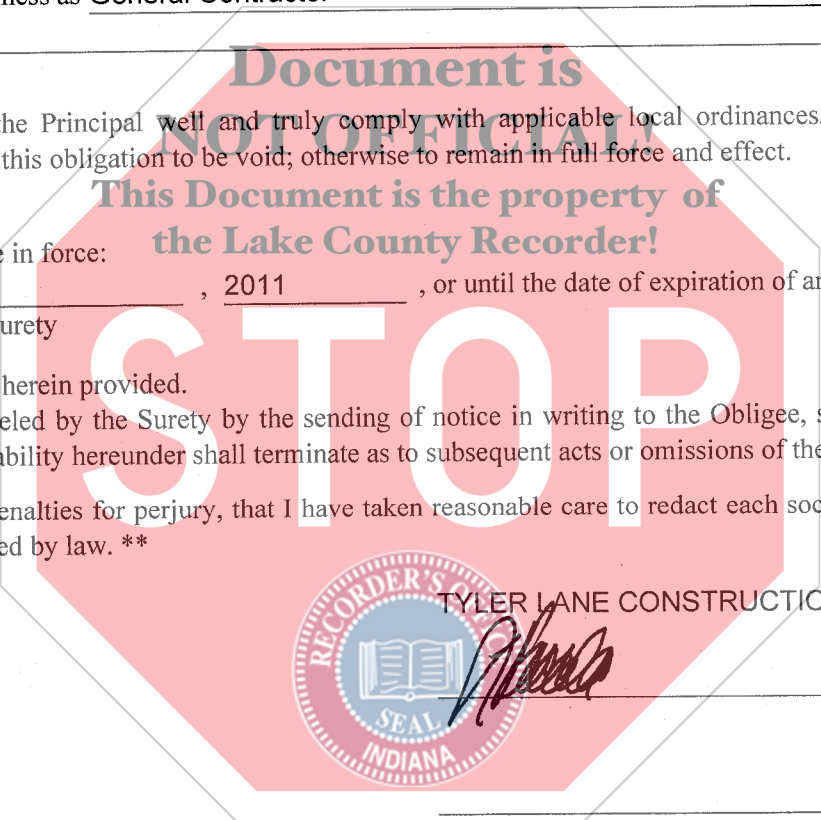 ness as General Contractor
Document is
the Principal well and truly comply with applicable local ordinances,
NOT OFFICIAL!
this obligation to be void; otherwise to remain in full force and effect.
This Document is the property of
the Lake County Recorder!
e in force:
, 2011 , or until the date of expiration of an
urety
STOP
herein provided.
eled by the Surety by the sending of notice in writing to the Obligee, s
ability hereunder shall terminate as to subsequent acts or omissions of the
enalties for perjury, that I have taken reasonable care to redact each soc
ed by law. **
RECORDER'S OFFICE
SEAL
INDIANA
TYLER LANE CONSTRUCTIO